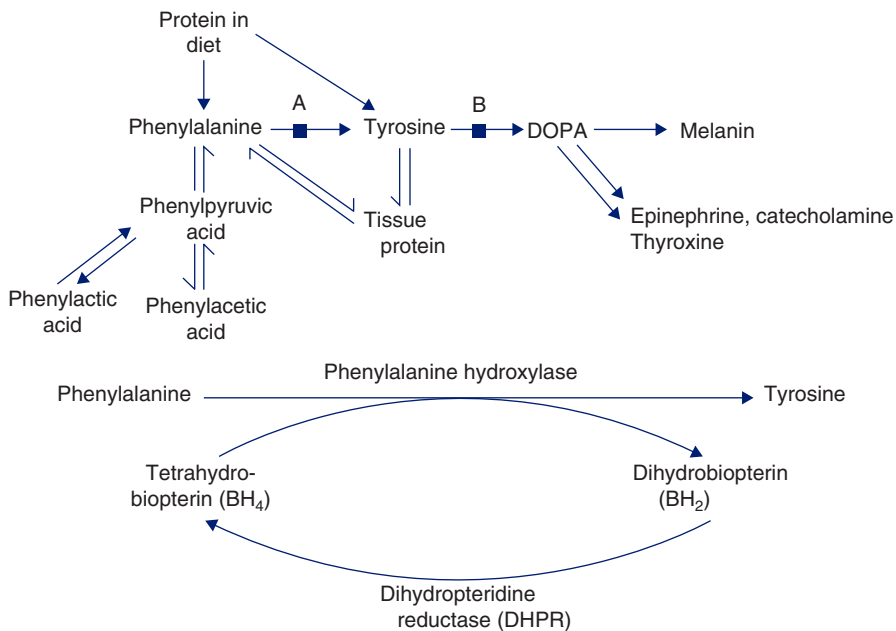 Protein in
diet
A
B
Phenylalanine
Tyrosine
DOPA
Melanin
Phenylpyruvic
acid
Tissue
protein
Epinephrine, catecholamine
Thyroxine
Phenylactic
acid
Phenylacetic
acid
Phenylalanine hydroxylase
Phenylalanine
Tyrosine
Tetrahydro-
biopterin (BH₄)
Dihydrobiopterin
(BH₂)
Dihydropteridine
reductase (DHPR)